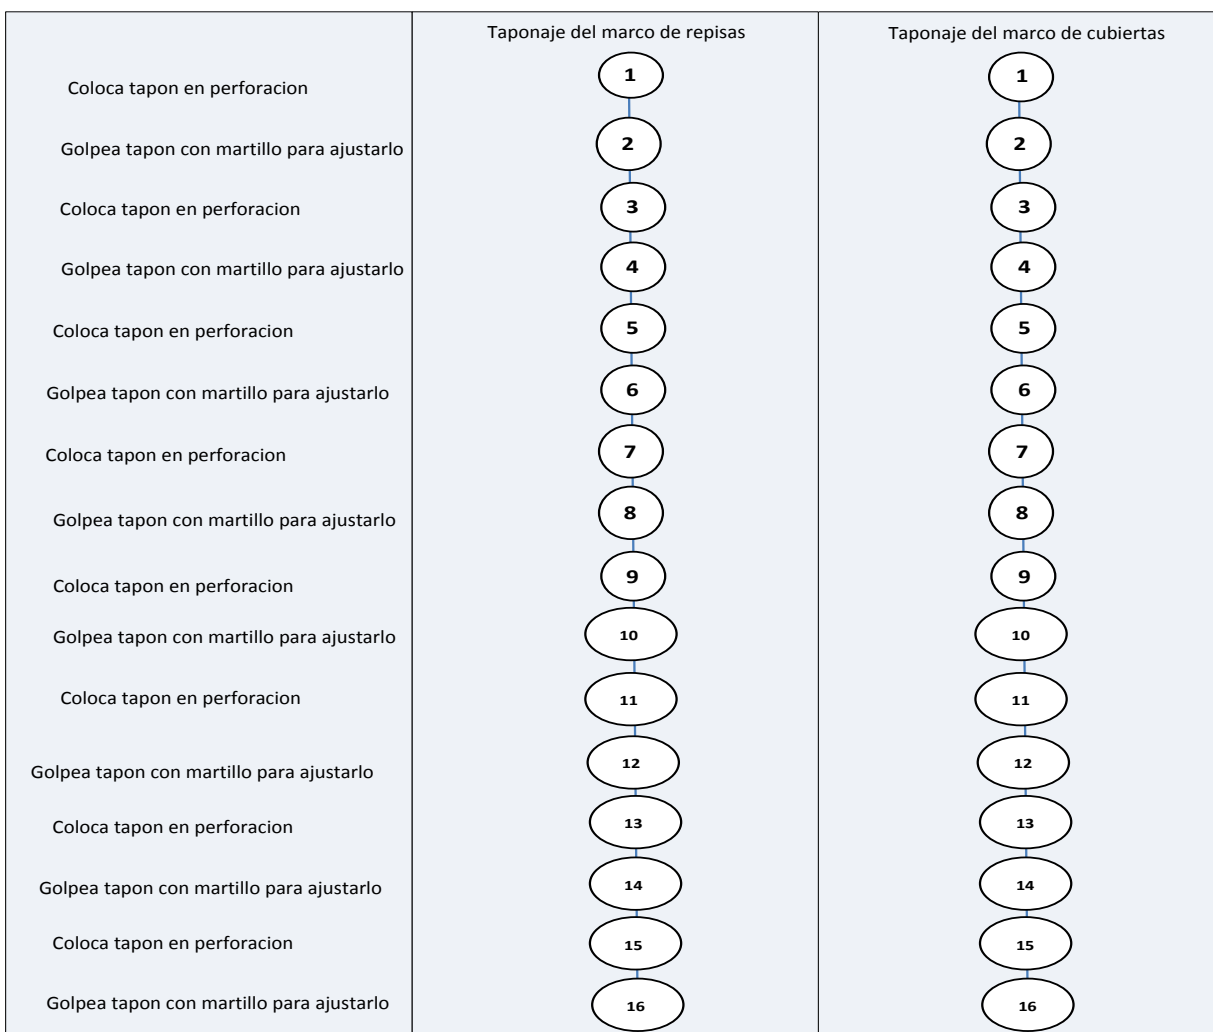 Taponaje del marco de repisas
Taponaje del marco de cubiertas
Coloca tapon en perforacion 1 1
Golpea tapon con martillo para ajustarlo 2 2
Coloca tapon en perforacion 3 3
Golpea tapon con martillo para ajustarlo 4 4
Coloca tapon en perforacion 5 5
Golpea tapon con martillo para ajustarlo 6 6
Coloca tapon en perforacion 7 7
Golpea tapon con martillo para ajustarlo 8 8
Coloca tapon en perforacion 9 9
Golpea tapon con martillo para ajustarlo 10 10
Coloca tapon en perforacion 11 11
Golpea tapon con martillo para ajustarlo 12 12
Coloca tapon en perforacion 13 13
Golpea tapon con martillo para ajustarlo 14 14
Coloca tapon en perforacion 15 15
Golpea tapon con martillo para ajustarlo 16 16